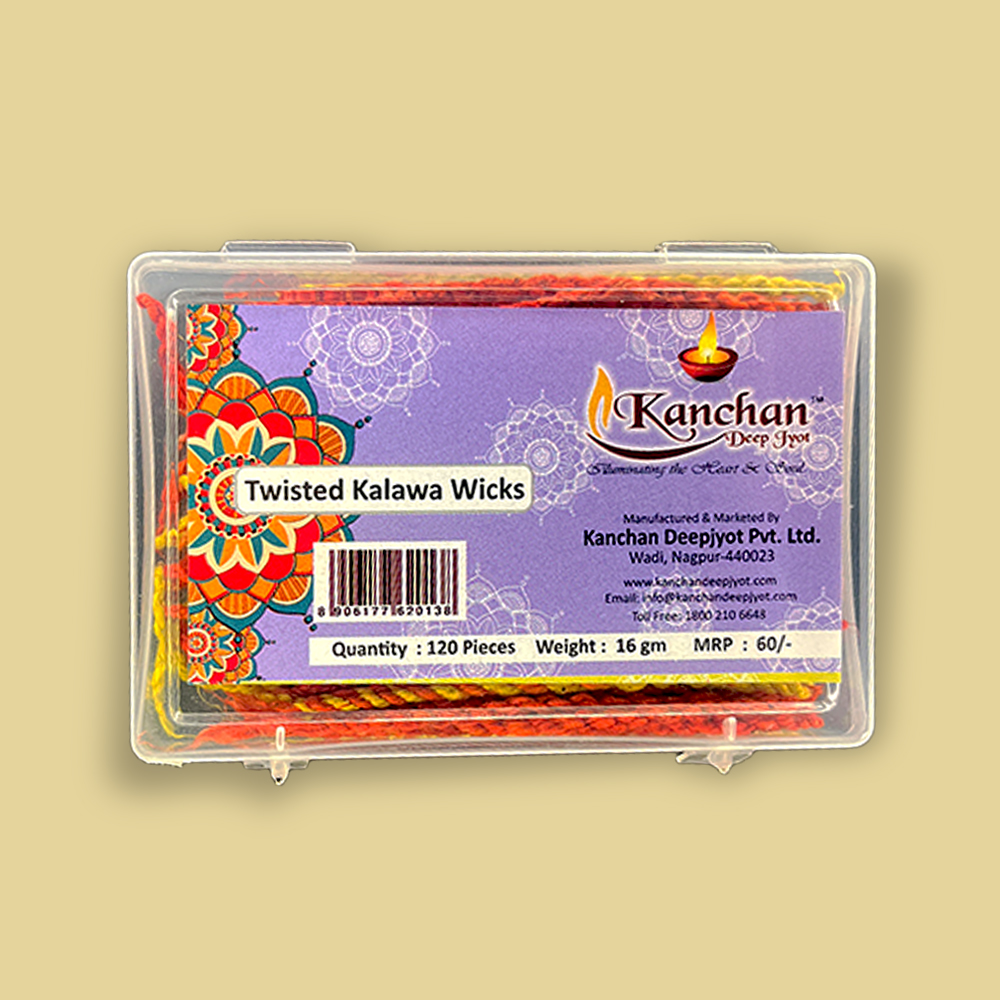 Kanchan™
Deep Jyot
Illuminating the Heart & Soul
Twisted Kalawa Wicks
Manufactured & Marketed By
Kanchan Deepjyot Pvt. Ltd.
Wadi, Nagpur-440023
www.kanchandeepjyot.com
Email: info@kanchandeepjyot.com
Toll Free: 1800 210 6648
8 906177 620138
Quantity : 120 Pieces Weight : 16 gm MRP : 60/-